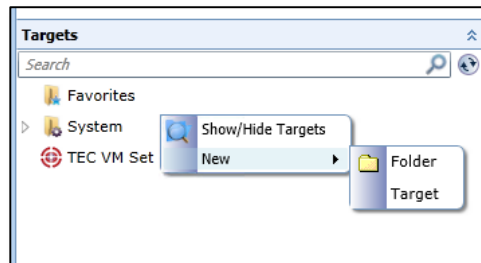 Targets
Search
Favorites
System
Show/Hide Targets
TEC VM Set
New
Folder
Target